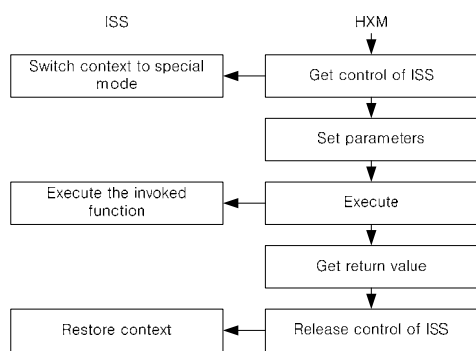 ISS
HXM
Switch context to special
mode
Get control of ISS
Set parameters
Execute the invoked
function
Execute
Get return value
Restore context
Release control of ISS